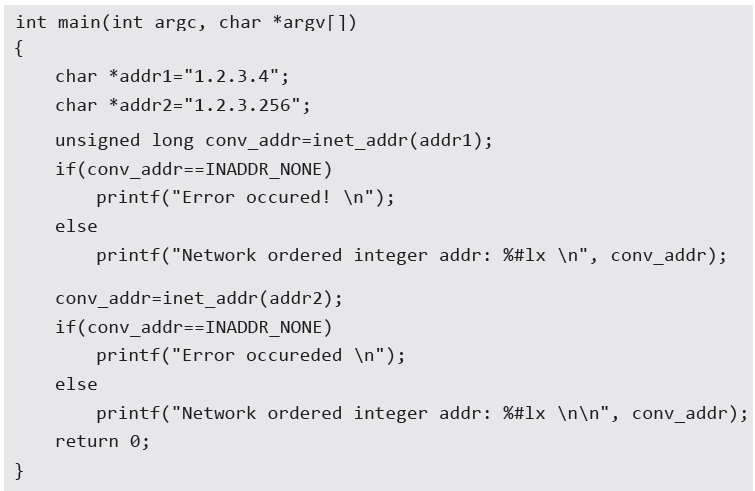 int main(int argc, char *argv[])
{
    char *addr1="1.2.3.4";
    char *addr2="1.2.3.256";
    unsigned long conv_addr=inet_addr(addr1);
    if(conv_addr==INADDR_NONE)
        printf("Error occured! \n");
    else
        printf("Network ordered integer addr: %#lx \n", conv_addr);
    conv_addr=inet_addr(addr2);
    if(conv_addr==INADDR_NONE)
        printf("Error occureded \n");
    else
        printf("Network ordered integer addr: %#lx \n\n", conv_addr);
    return 0;
}